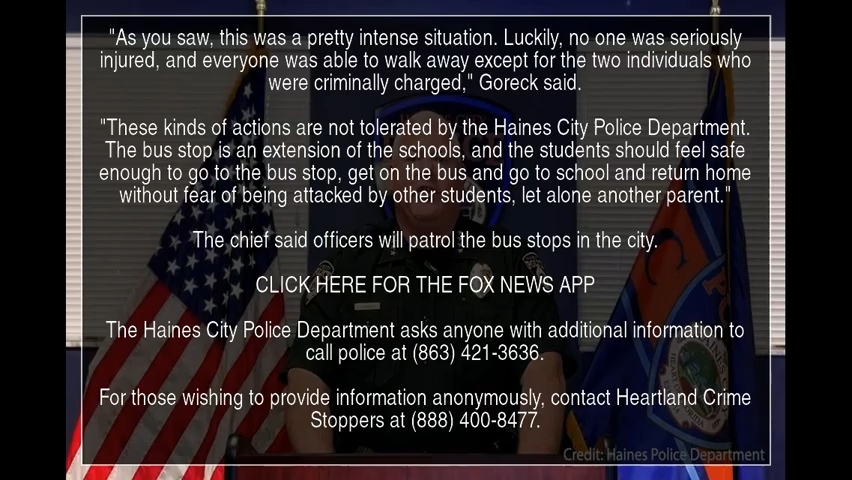 "As you saw, this was a pretty intense situation. Luckily, no one was seriously
injured, and everyone was able to walk away except for the two individuals who
were criminally charged," Goreck said.
"These kinds of actions are not tolerated by the Haines City Police Department.
The bus stop is an extension of the schools, and the students should feel safe
enough to go to the bus stop, get on the bus and go to school and return home
without fear of being attacked by other students, let alone another parent."
The chief said officers will patrol the bus stops in the city.
CLICK HERE FOR THE FOX NEWS APP
The Haines City Police Department asks anyone with additional information to
call police at (863) 421-3636.
For those wishing to provide information anonymously, contact Heartland Crime
Stoppers at (888) 400-8477.
Credit: Haines Police Department